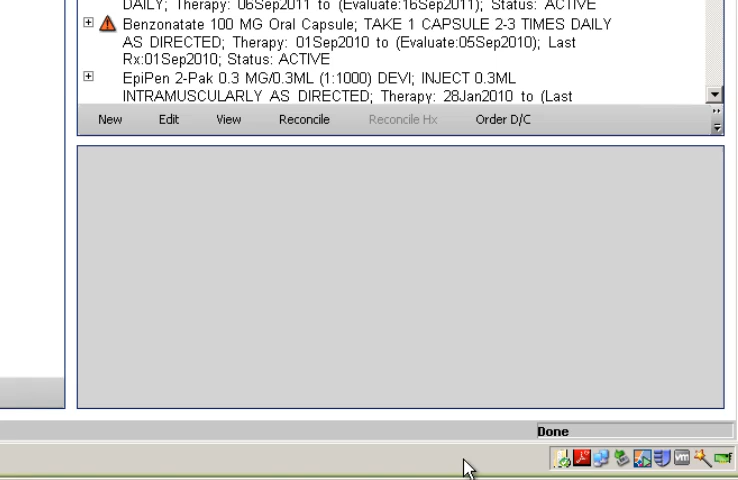 DAILY; Therapy: 06Sep2011 to (Evaluate:16Sep2011); Status: ACTIVE
Benzonatate 100 MG Oral Capsule; TAKE 1 CAPSULE 2-3 TIMES DAILY
AS DIRECTED; Therapy: 01Sep2010 to (Evaluate:05Sep2010); Last
Rx:01Sep2010; Status: ACTIVE
EpiPen 2-Pak 0.3 MG/0.3ML (1:1000) DEVI; INJECT 0.3ML
INTRAMUSCULARLY AS DIRECTED; Therapy: 28Jan2010 to (Last
New Edit View Reconcile Reconcile Hx Order D/C
Done
vm